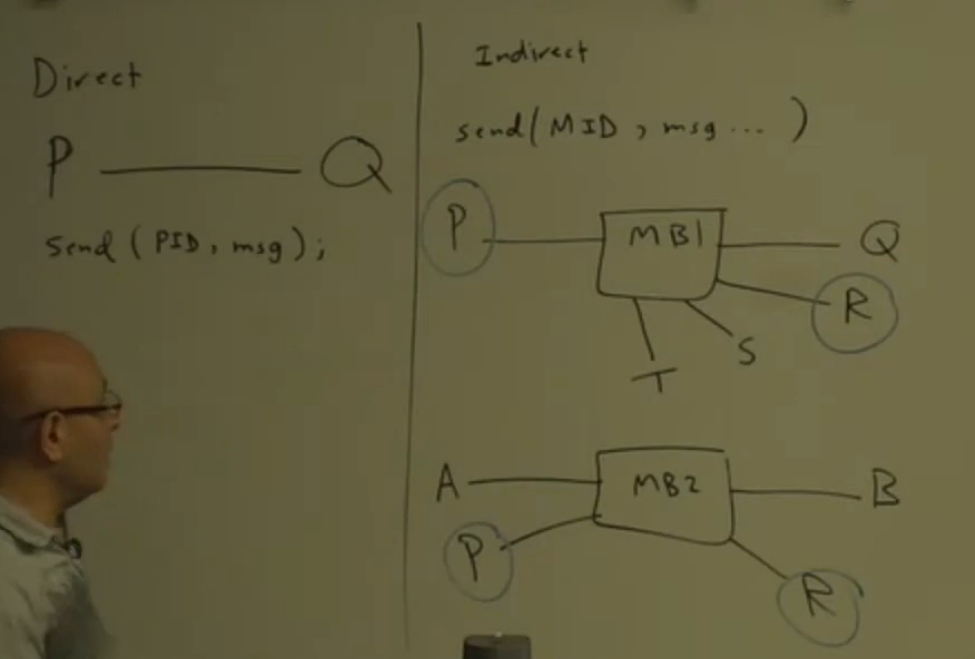 Direct
P Q
Send ( PID, msg ) ;
Indirect
send( MID , msg ... )
P MB1 Q
R
S
T
A MB2 B
P
R